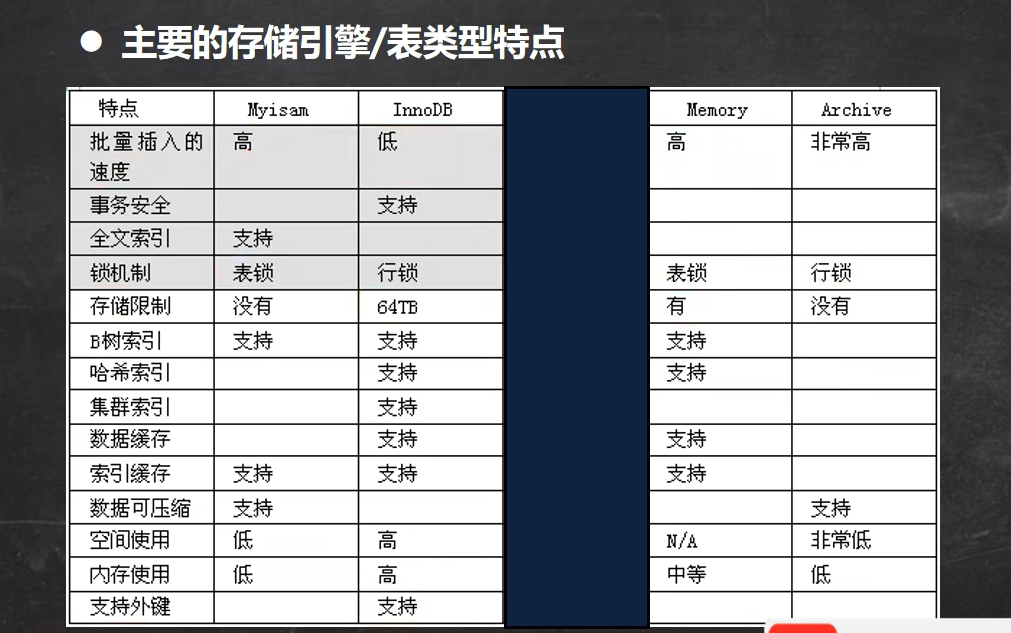 ● 主要的存储引擎/表类型特点
特点 Myisam InnoDB Memory Archive
批量插入的 高 低 高 非常高
速度
事务安全 支持
全文索引 支持
锁机制 表锁 行锁 表锁 行锁
存储限制 没有 64TB 有 没有
B树索引 支持 支持 支持
哈希索引 支持 支持
集群索引 支持
数据缓存 支持 支持
索引缓存 支持 支持 支持
数据可压缩 支持 支持
空间使用 低 高 N/A 非常低
内存使用 低 高 中等 低
支持外键 支持